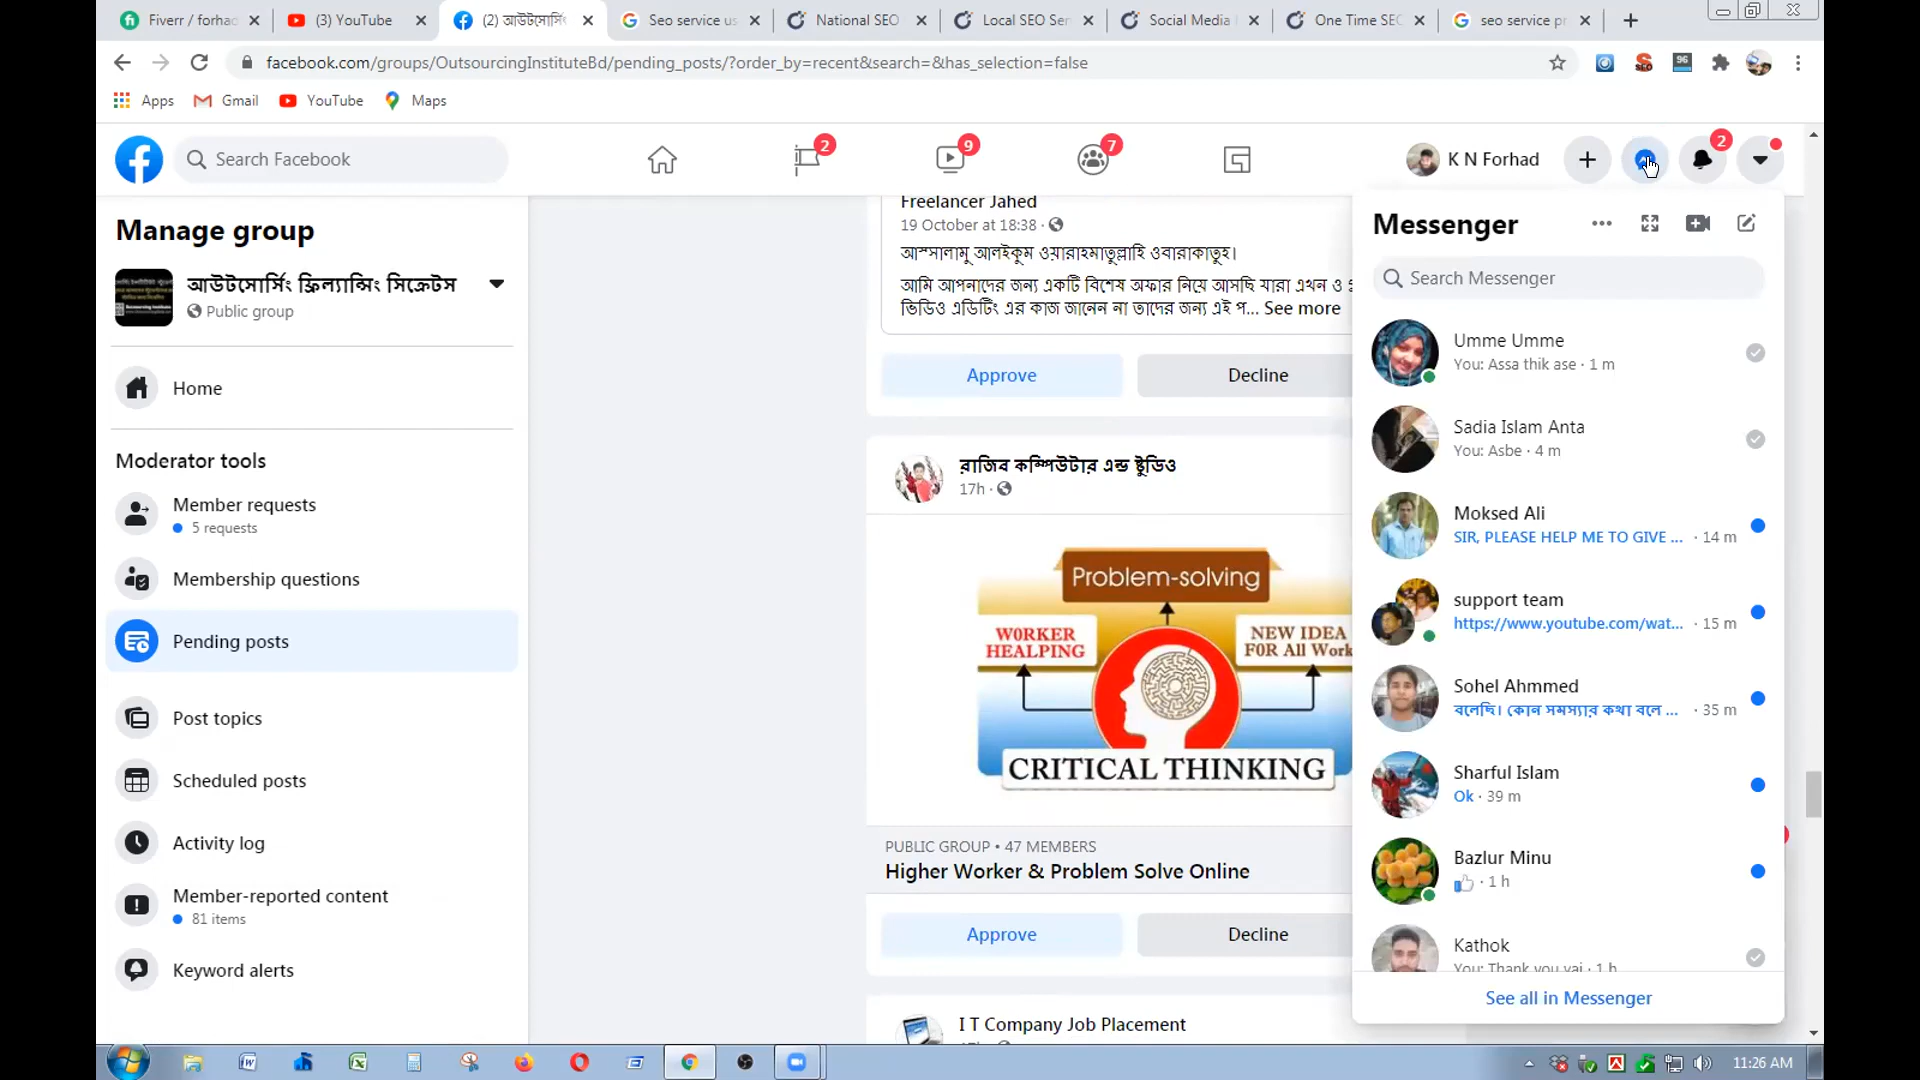 Fiverr / forhad
(3) YouTube
(2) আউটসোর্সিং
Seo service us
National SEO
Local SEO Ser
Social Media
One Time SEO
seo service pr
facebook.com/groups/OutsourcingInstituteBd/pending_posts/?order_by=recent&search=&has_selection=false
96
Apps
Gmail
YouTube
Maps
Search Facebook
2
9
7
K N Forhad
2
Manage group
আউটসোর্সিং ফ্রিল্যান্সিং সিক্রেটস
Public group
Home
Moderator tools
Member requests
5 requests
Membership questions
Pending posts
Post topics
Scheduled posts
Activity log
Member-reported content
81 items
Keyword alerts
Freelancer Jahed
19 October at 18:38 ·
আস্সালামু আলইকুম ওয়ারাহমাতুল্লাহি ওবারাকাতুহ।
আমি আপনাদের জন্য একটি বিশেষ অফার নিয়ে আসছি যারা এখন ও
ভিডিও এডিটিং এর কাজ জানেন না তাদের জন্য এই প... See more
Approve
Decline
রাজিব কম্পিউটার এন্ড ষ্টুডিও
17h ·
Problem-solving
WORKER
HEALPING
NEW IDEA
FOR All Work
CRITICAL THINKING
PUBLIC GROUP • 47 MEMBERS
Higher Worker & Problem Solve Online
Approve
Decline
I T Company Job Placement
Messenger
Search Messenger
Umme Umme
You: Assa thik ase · 1 m
Sadia Islam Anta
You: Asbe · 4 m
Moksed Ali
SIR, PLEASE HELP ME TO GIVE ... · 14 m
support team
https://www.youtube.com/wat... · 15 m
Sohel Ahmmed
বলেছি। কোন সমস্যার কথা বলে ... · 35 m
Sharful Islam
Ok · 39 m
Bazlur Minu
· 1 h
Kathok
You: Thank you vai · 1 h
See all in Messenger
11:26 AM